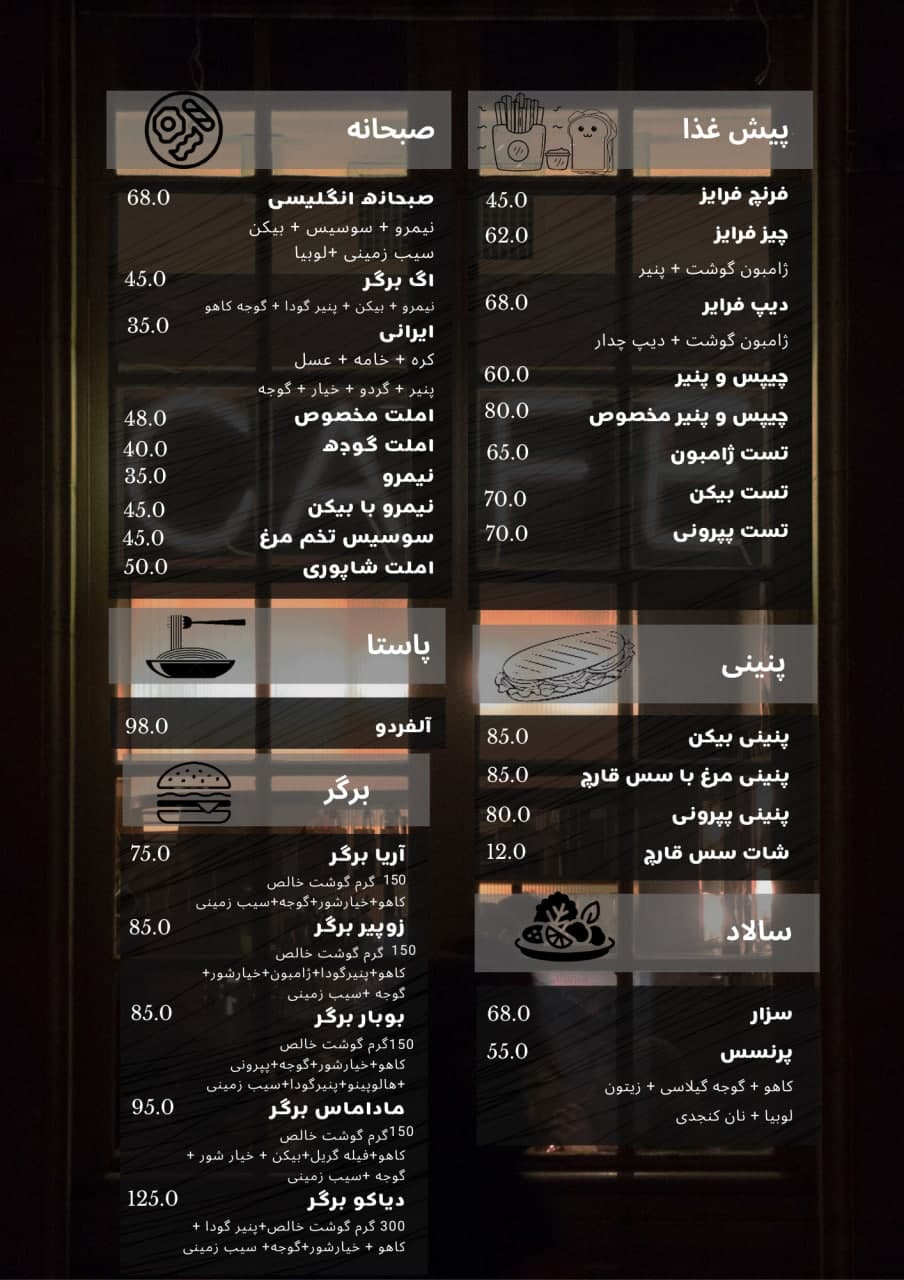 پیش غذا
فرنچ فرایز 45.0
چیز فرایز 62.0
ژامبون گوشت + پنیر
دیپ فرایر 68.0
ژامبون گوشت + دیپ چدار
چیپس و پنیر 60.0
چیپس و پنیر مخصوص 80.0
تست ژامبون 65.0
تست بیکن 70.0
تست پپرونی 70.0
پنینی
پنینی بیکن 85.0
پنینی مرغ با سس قارچ 85.0
پنینی پپرونی 80.0
شات سس قارچ 12.0
سالاد
سزار 68.0
پرنسس 55.0
کاهو + گوجه گیلاسی + زیتون
لوبیا + نان کنجدی
صبحانه
صبحانه انگلیسی 68.0
نیمرو + سوسیس + بیکن
سیب زمینی +لوبیا
اگ برگر 45.0
نیمرو + بیکن + پنیر گودا + گوجه کاهو
ایرانی 35.0
کره + خامه + عسل
پنیر + گردو + خیار + گوجه
املت مخصوص 48.0
املت گوجه 40.0
نیمرو 35.0
نیمرو با بیکن 45.0
سوسیس تخم مرغ 45.0
املت شاپوری 50.0
پاستا
آلفردو 98.0
برگر
آریا برگر 75.0
150 گرم گوشت خالص
کاهو+خیارشور+گوجه+سیب زمینی
زوپیر برگر 85.0
150 گرم گوشت خالص
کاهو+پنیرگودا+ژامبون+خیارشور+
گوجه +سیب زمینی
بوبار برگر 85.0
150گرم گوشت خالص
کاهو+خیارشور+گوجه+پپرونی
+هالوپینو+پنیرگودا+سیب زمینی
ماداماس برگر 95.0
150گرم گوشت خالص
کاهو+فیله گریل+بیکن + خیار شور +
گوجه +سیب زمینی
دیاکو برگر 125.0
300 گرم گوشت خالص+پنیر گودا +
کاهو + خیارشور+گوجه+ سیب زمینی
CAFE